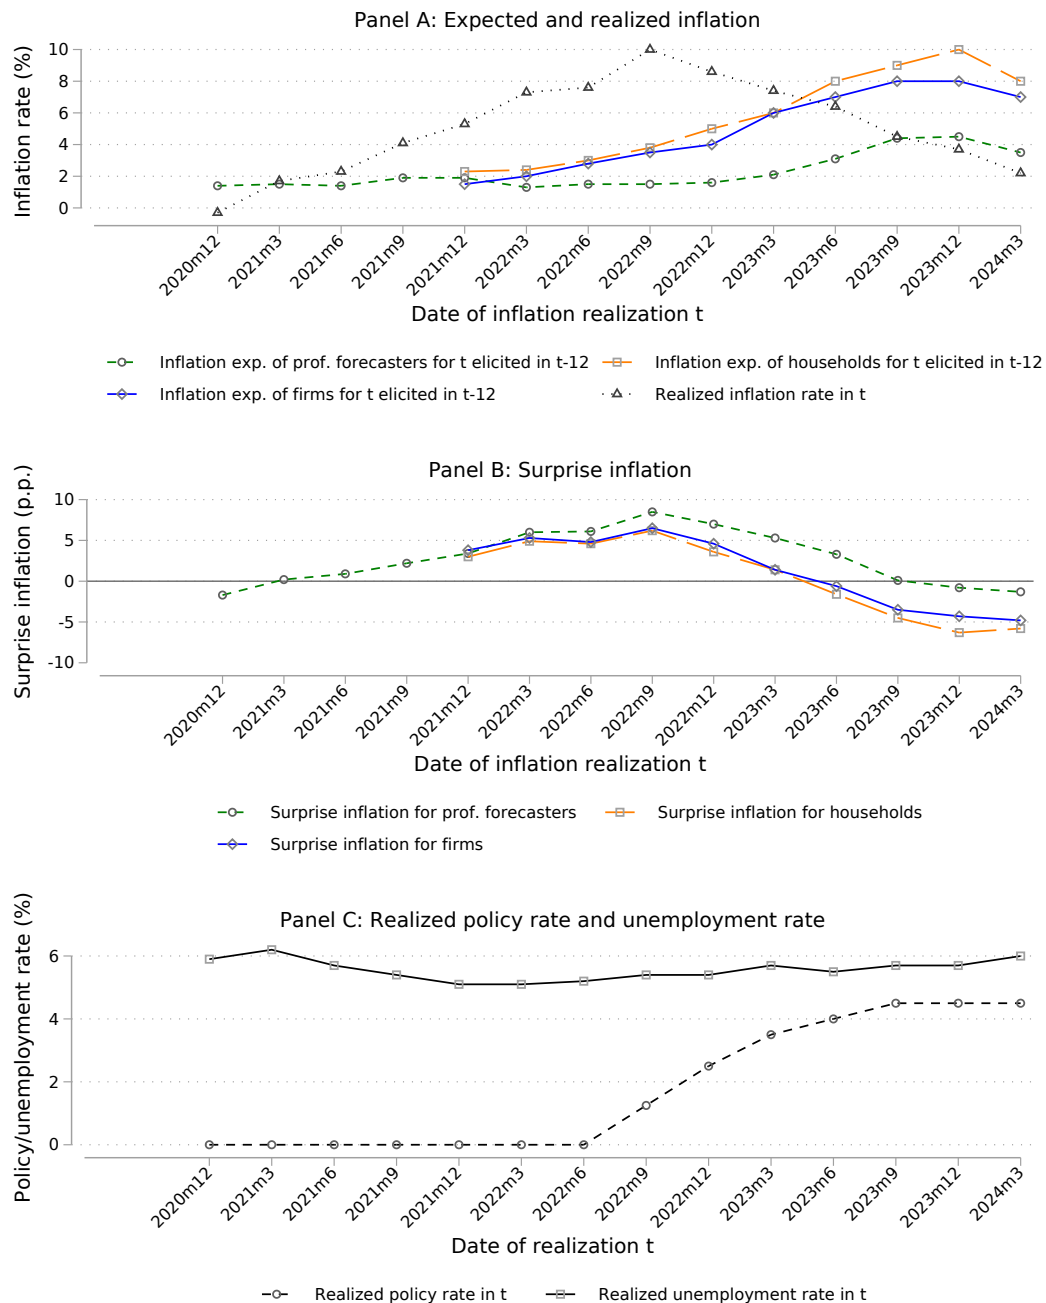 Panel A: Expected and realized inflation
Inflation rate (%)
10
8
6
4
2
0
2020m12 2021m3 2021m6 2021m9 2021m12 2022m3 2022m6 2022m9 2022m12 2023m3 2023m6 2023m9 2023m12 2024m3
Date of inflation realization t
Inflation exp. of prof. forecasters for t elicited in t-12 Inflation exp. of households for t elicited in t-12
Inflation exp. of firms for t elicited in t-12 Realized inflation rate in t
Panel B: Surprise inflation
Surprise inflation (p.p.)
10
5
0
-5
-10
2020m12 2021m3 2021m6 2021m9 2021m12 2022m3 2022m6 2022m9 2022m12 2023m3 2023m6 2023m9 2023m12 2024m3
Date of inflation realization t
Surprise inflation for prof. forecasters Surprise inflation for households
Surprise inflation for firms
Panel C: Realized policy rate and unemployment rate
Policy/unemployment rate (%)
6
4
2
0
2020m12 2021m3 2021m6 2021m9 2021m12 2022m3 2022m6 2022m9 2022m12 2023m3 2023m6 2023m9 2023m12 2024m3
Date of realization t
Realized policy rate in t Realized unemployment rate in t